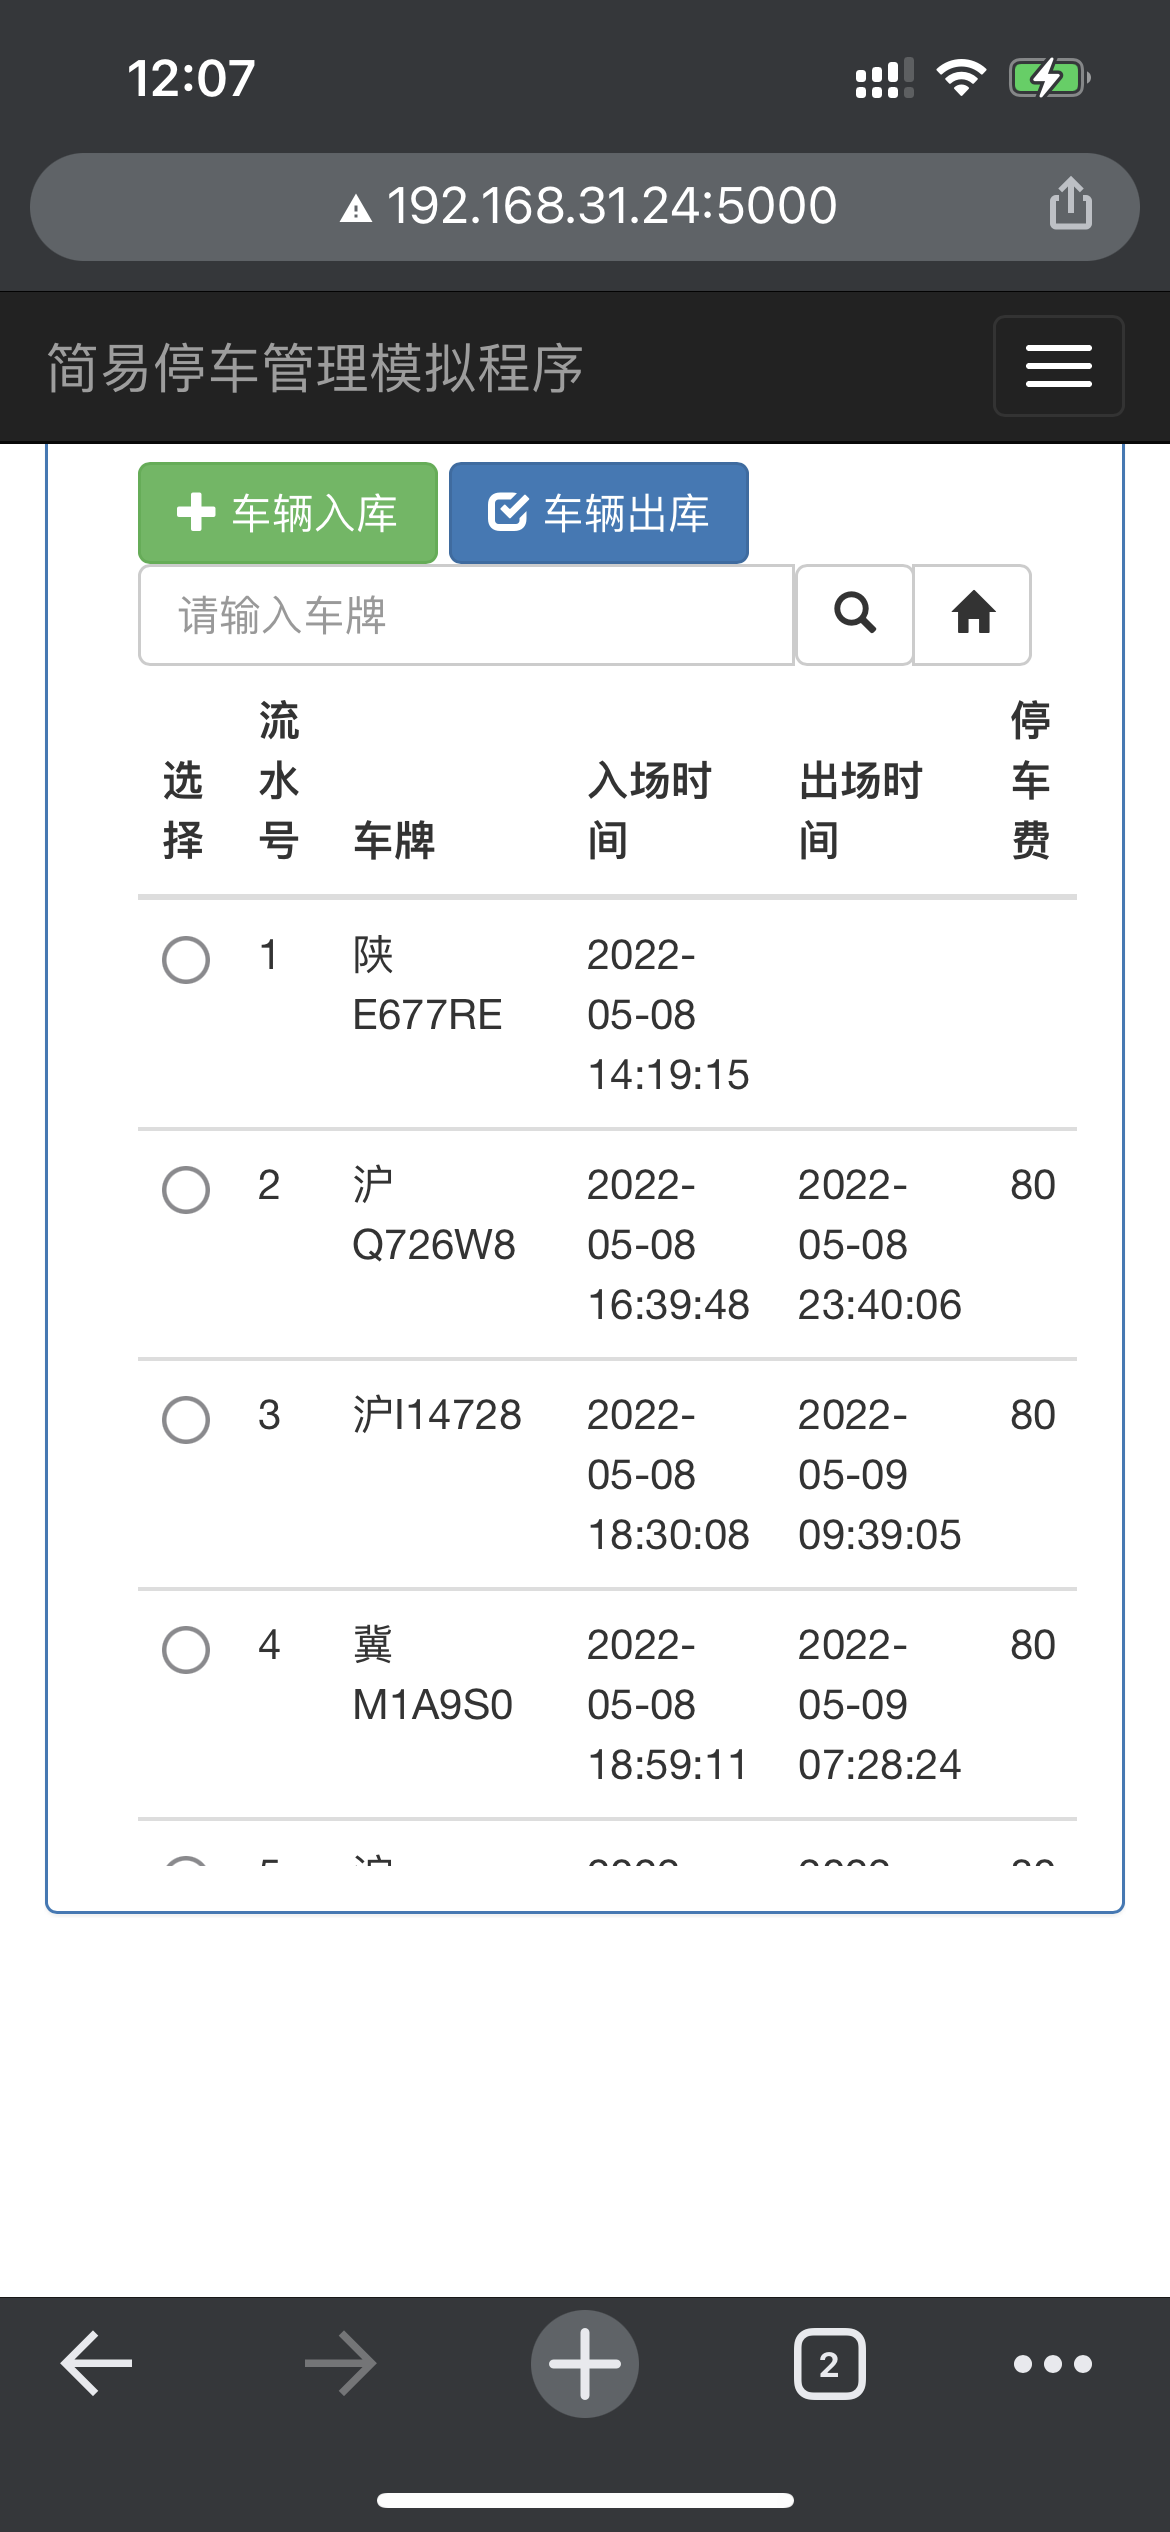 12:07
192.168.31.24:5000
简易停车管理模拟程序
车辆入库 车辆出库
请输入车牌
选择 流水号 车牌 入场时间 出场时间 停车费
1 陕E677RE 2022-05-08 14:19:15
2 沪Q726W8 2022-05-08 16:39:48 2022-05-08 23:40:06 80
3 沪I14728 2022-05-08 18:30:08 2022-05-09 09:39:05 80
4 冀M1A9S0 2022-05-08 18:59:11 2022-05-09 07:28:24 80
2